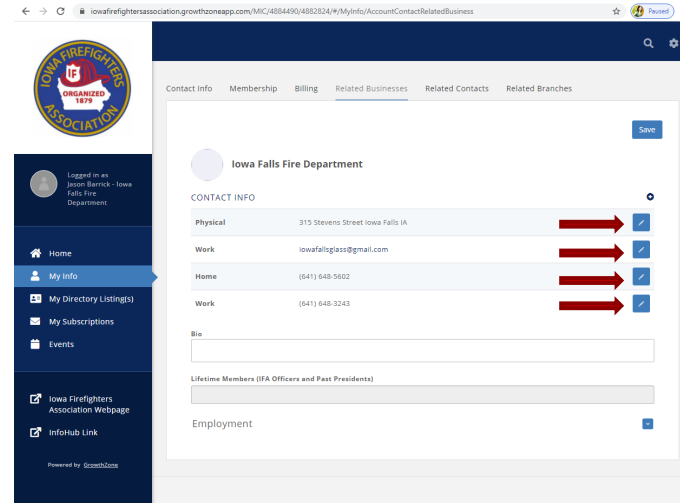 iowafirefightersassociation.growthzoneapp.com/MIC/4884490/4882824/#/MyInfo/AccountContactRelatedBusiness
Paused
IOWA FIREFIGHTERS
IF
ORGANIZED
1879
ASSOCIATION
Contact Info Membership Billing Related Businesses Related Contacts Related Branches
Save
Logged in as
Jason Barrick - Iowa
Falls Fire
Department
Home
My Info
My Directory Listing(s)
My Subscriptions
Events
Iowa Firefighters
Association Webpage
InfoHub Link
Powered by GrowthZone
Iowa Falls Fire Department
CONTACT INFO
Physical 315 Stevens Street Iowa Falls IA
Work iowafallsglass@gmail.com
Home (641) 648-5602
Work (641) 648-3243
Bio
Lifetime Members (IFA Officers and Past Presidents)
Employment